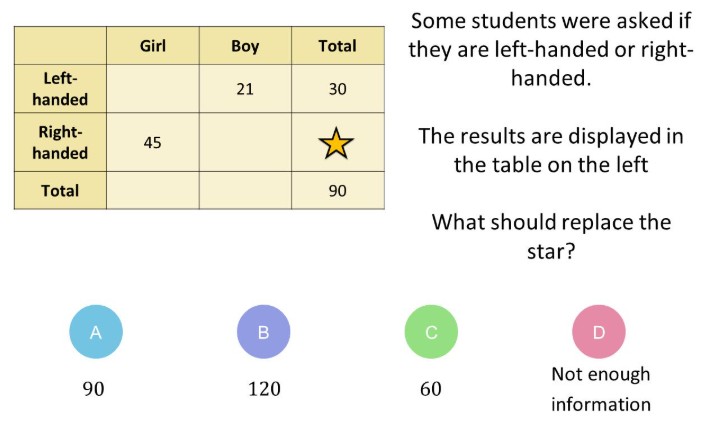 Girl Boy Total
Left-
handed 21 30
Right-
handed 45
Total 90
Some students were asked if
they are left-handed or right-
handed.
The results are displayed in
the table on the left
What should replace the
star?
A B C D
90 120 60 Not enough
information